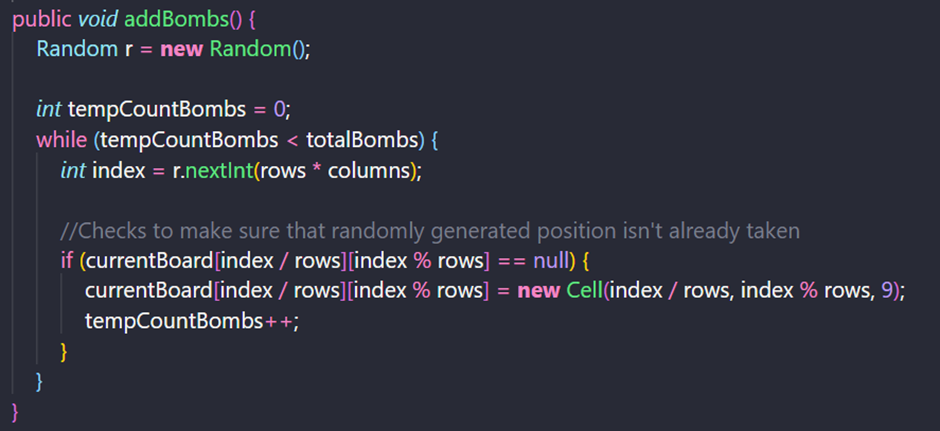 public void addBombs() {
Random r = new Random();
int tempCountBombs = 0;
while (tempCountBombs < totalBombs) {
int index = r.nextInt(rows * columns);
//Checks to make sure that randomly generated position isn't already taken
if (currentBoard[index / rows][index % rows] == null) {
currentBoard[index / rows][index % rows] = new Cell(index / rows, index % rows, 9);
tempCountBombs++;
}
}
}